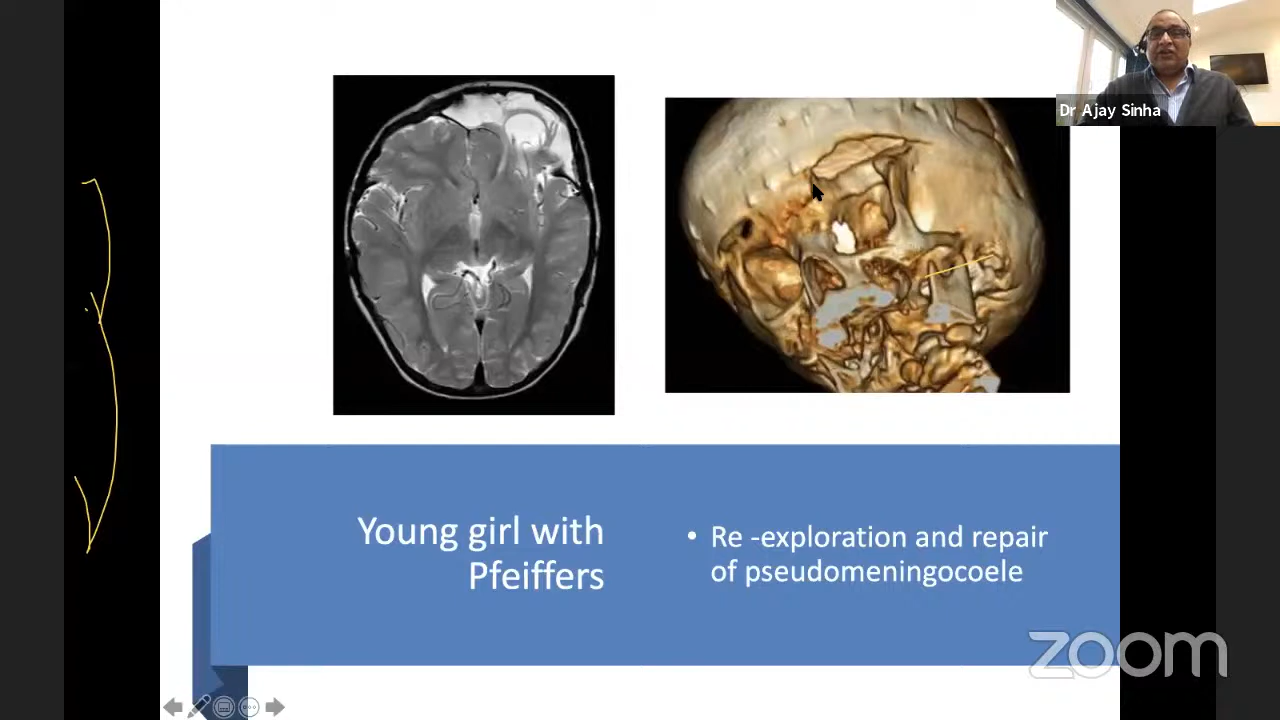 Dr Ajay Sinha
Young girl with
Pfeiffers
• Re -exploration and repair
of pseudomeningocoele
zoom